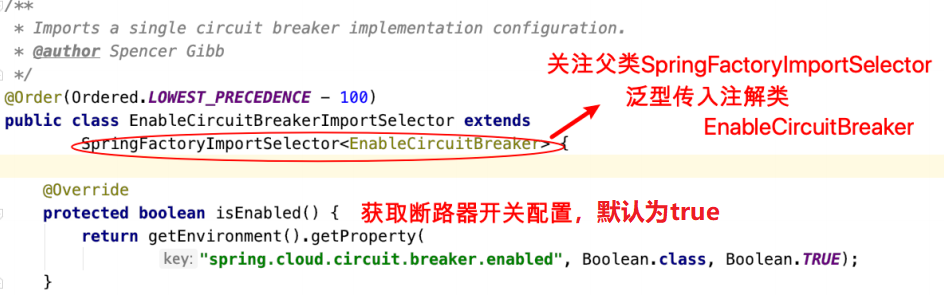 /**
* Imports a single circuit breaker implementation configuration.
* @author Spencer Gibb
*/
关注父类SpringFactoryImportSelector
泛型传入注解类
EnableCircuitBreaker
@Order(Ordered.LOWEST_PRECEDENCE - 100)
public class EnableCircuitBreakerImportSelector extends
SpringFactoryImportSelector<EnableCircuitBreaker> {
@Override
protected boolean isEnabled() { 获取断路器开关配置，默认为true
return getEnvironment().getProperty(
key: "spring.cloud.circuit.breaker.enabled", Boolean.class, Boolean.TRUE);
}